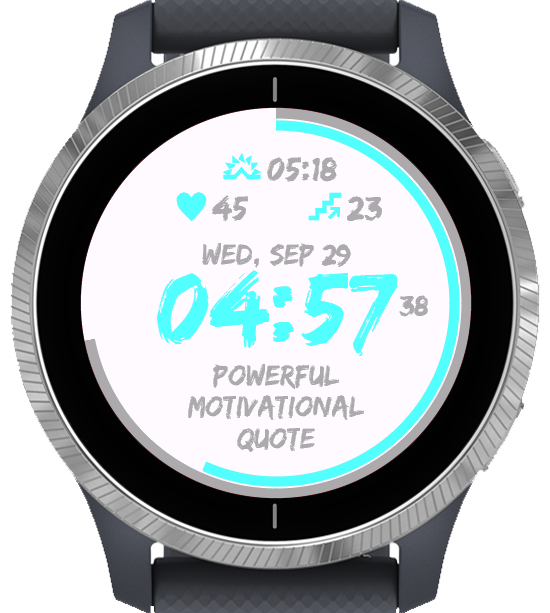 05:18
45 23
WED, SEP 29
04:57 38
POWERFUL
MOTIVATIONAL
QUOTE